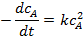 -dc_A/dt = kc_A^2